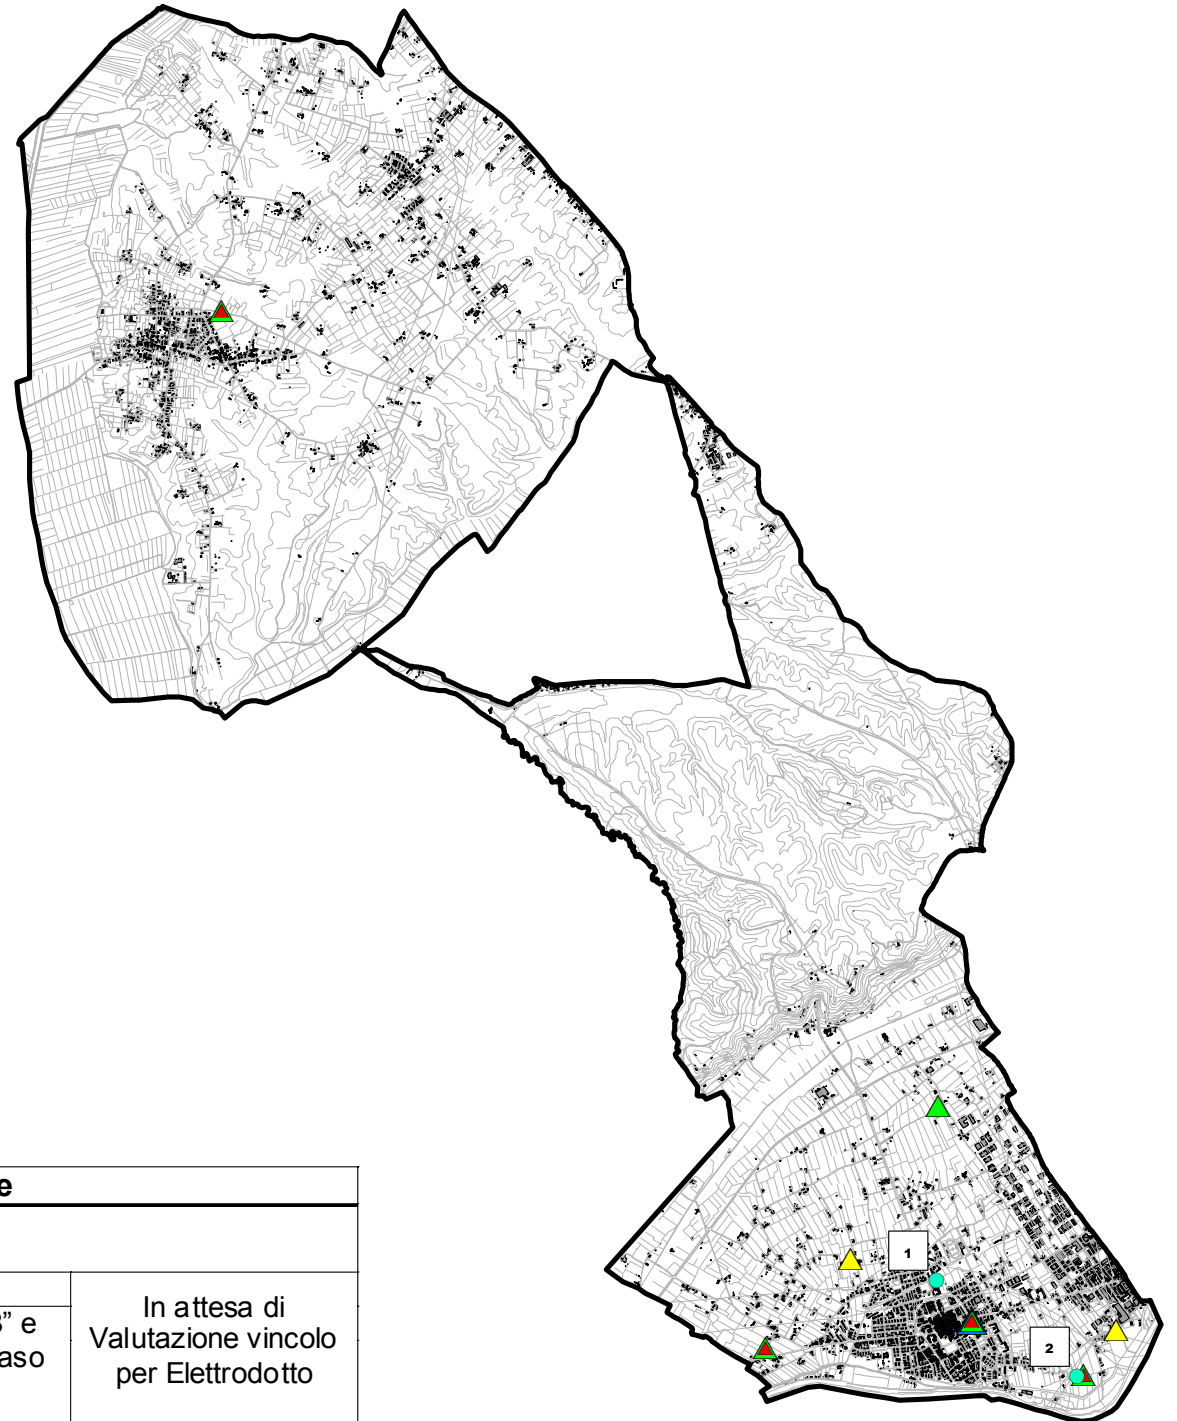 1
2
e
” e
aso
In attesa di
Valutazione vincolo
per Elettrodotto